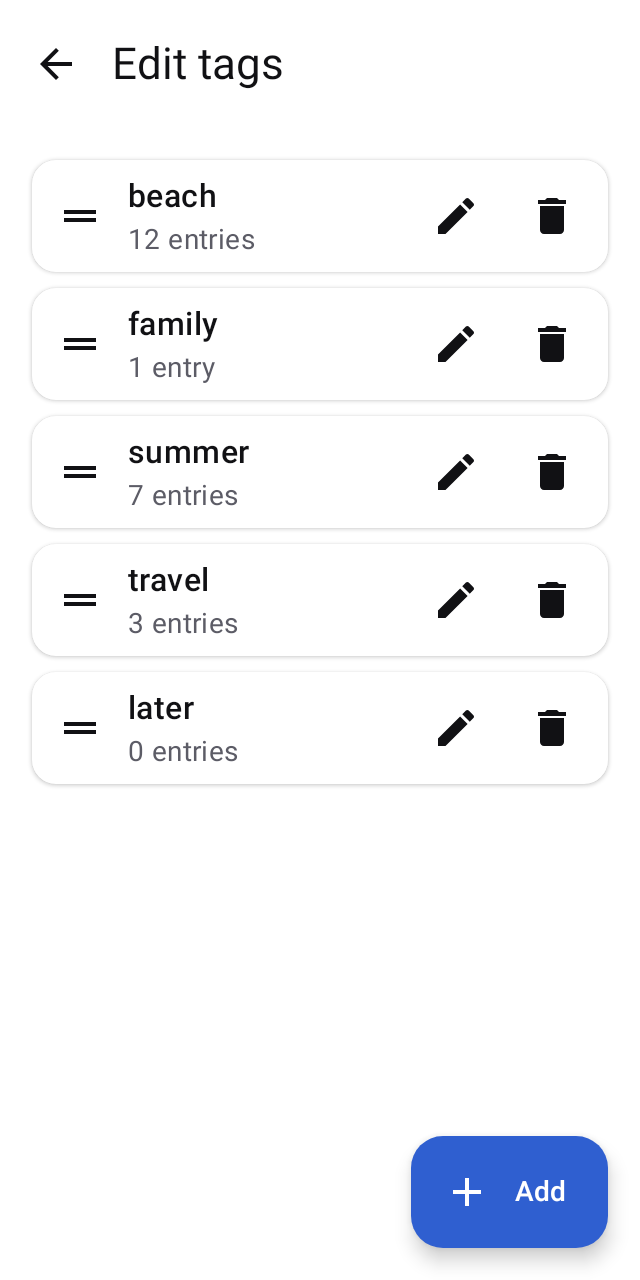 Edit tags
beach
12 entries
family
1 entry
summer
7 entries
travel
3 entries
later
0 entries
Add